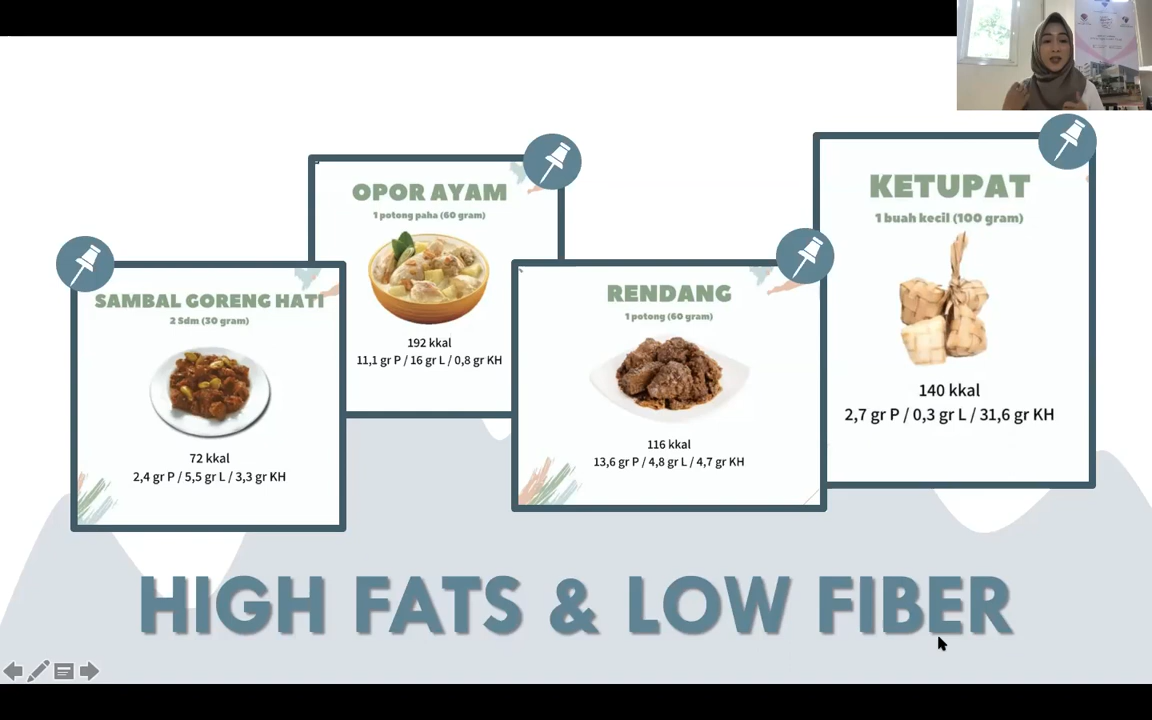 SAMBAL GORENG HATI
2 Sdm (30 gram)
72 kkal
2,4 gr P / 5,5 gr L / 3,3 gr KH
OPOR AYAM
1 potong paha (60 gram)
192 kkal
11,1 gr P / 16 gr L / 0,8 gr KH
RENDANG
1 potong (60 gram)
116 kkal
13,6 gr P / 4,8 gr L / 4,7 gr KH
KETUPAT
1 buah kecil (100 gram)
140 kkal
2,7 gr P / 0,3 gr L / 31,6 gr KH
HIGH FATS & LOW FIBER